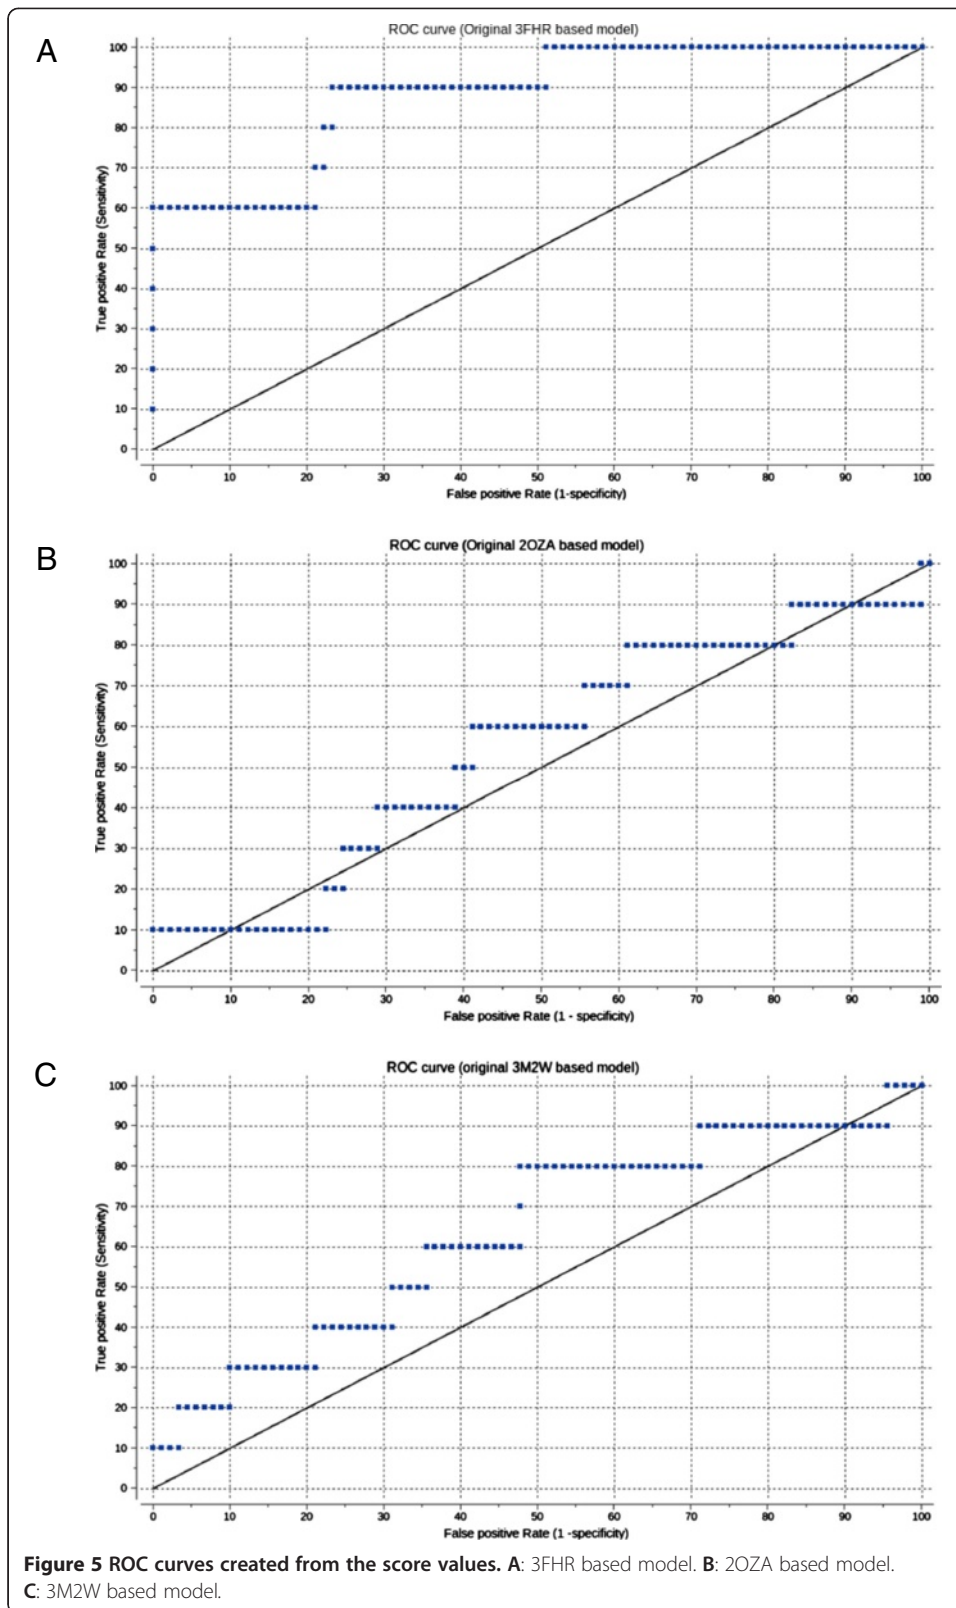 A
ROC curve (Original 3FHR based model)
True positive Rate (Sensitivity)
100
90
80
70
60
50
40
30
20
10
0
0 10 20 30 40 50 60 70 80 90 100
False positive Rate (1-specificity)
B
ROC curve (Original 2OZA based model)
True positive Rate (Sensitivity)
100
90
80
70
60
50
40
30
20
10
0
0 10 20 30 40 50 60 70 80 90 100
False positive Rate (1 - specificity)
C
ROC curve (original 3M2W based model)
True positive Rate (Sensitivity)
100
90
80
70
60
50
40
30
20
10
0
0 10 20 30 40 50 60 70 80 90 100
False positive Rate (1 -specificity)
Figure 5 ROC curves created from the score values. A: 3FHR based model. B: 2OZA based model.
C: 3M2W based model.